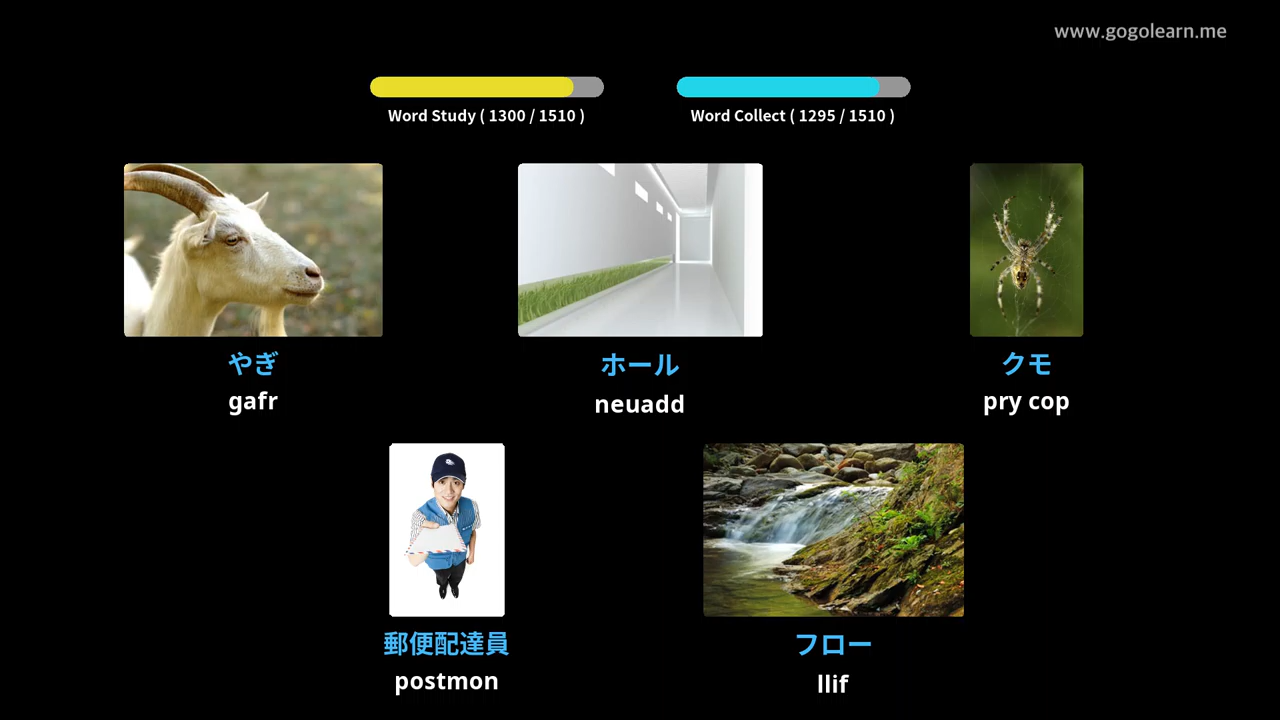 www.gogolearn.me
Word Study ( 1300 / 1510 )
Word Collect ( 1295 / 1510 )
やぎ
gafr
ホール
neuadd
クモ
pry cop
郵便配達員
postmon
フロー
llif